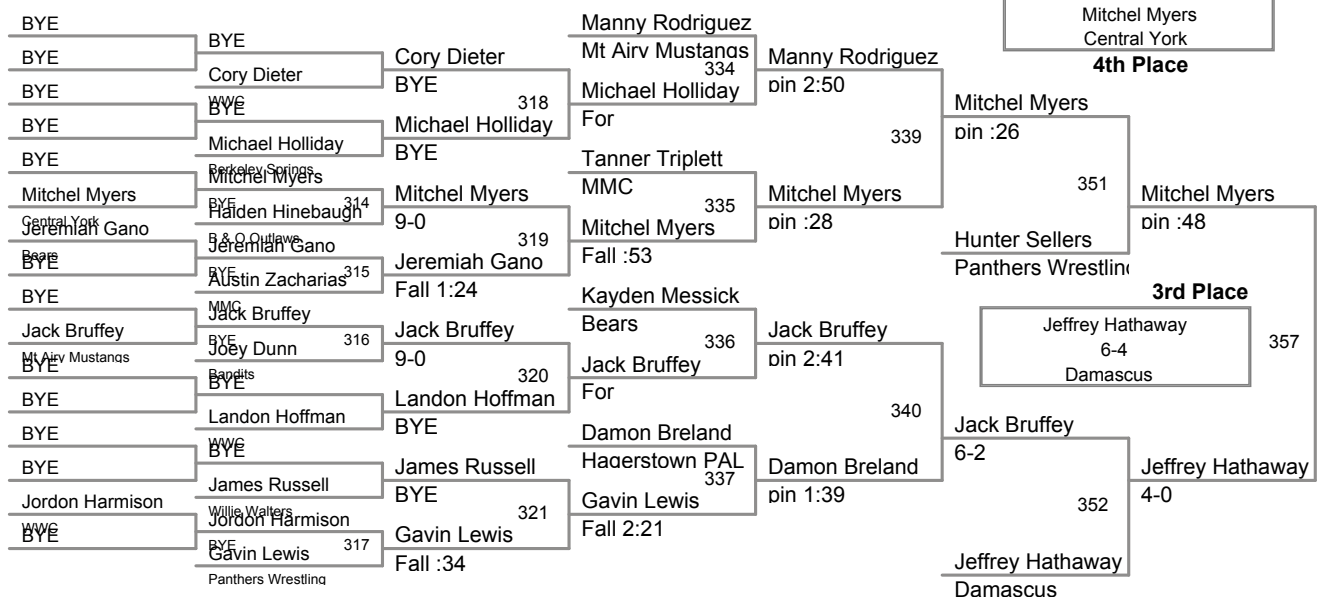 BYE
BYE
BYE
BYE
BYE
Mitchel Myers
Central York
Jeremiah Gano
Bears
BYE
BYE
Jack Bruffey
Mt Airy Mustangs
BYE
BYE
BYE
BYE
Jordon Harmison
WWC
BYE
BYE
Cory Dieter
WWC
BYE
Michael Holliday
Berkeley Springs
Mitchel Myers
BYE 314
Haiden Hinebaugh
B & O Outlaws
Jeremiah Gano
BYE 315
Austin Zacharias
MMC
Jack Bruffey
BYE 316
Joey Dunn
Bandits
BYE
Landon Hoffman
WWC
BYE
James Russell
Willie Walters
Jordon Harmison
BYE 317
Gavin Lewis
Panthers Wrestling
Cory Dieter
BYE
318
Michael Holliday
BYE
Mitchel Myers
9-0
319
Jeremiah Gano
Fall 1:24
Jack Bruffey
9-0
320
Landon Hoffman
BYE
James Russell
BYE
321
Gavin Lewis
Fall :34
Manny Rodriguez
Mt Airy Mustangs
334
Michael Holliday
For
Tanner Triplett
MMC
335
Mitchel Myers
Fall :53
Kayden Messick
Bears
336
Jack Bruffey
For
Damon Breland
Hagerstown PAL
337
Gavin Lewis
Fall 2:21
Manny Rodriguez
pin 2:50
339
Mitchel Myers
pin :28
Jack Bruffey
pin 2:41
340
Damon Breland
pin 1:39
Mitchel Myers
Central York
4th Place
Mitchel Myers
pin :26
351
Hunter Sellers
Panthers Wrestling
3rd Place
Jeffrey Hathaway
6-4
Damascus
Jack Bruffey
6-2
352
Jeffrey Hathaway
Damascus
Mitchel Myers
pin :48
357
Jeffrey Hathaway
4-0